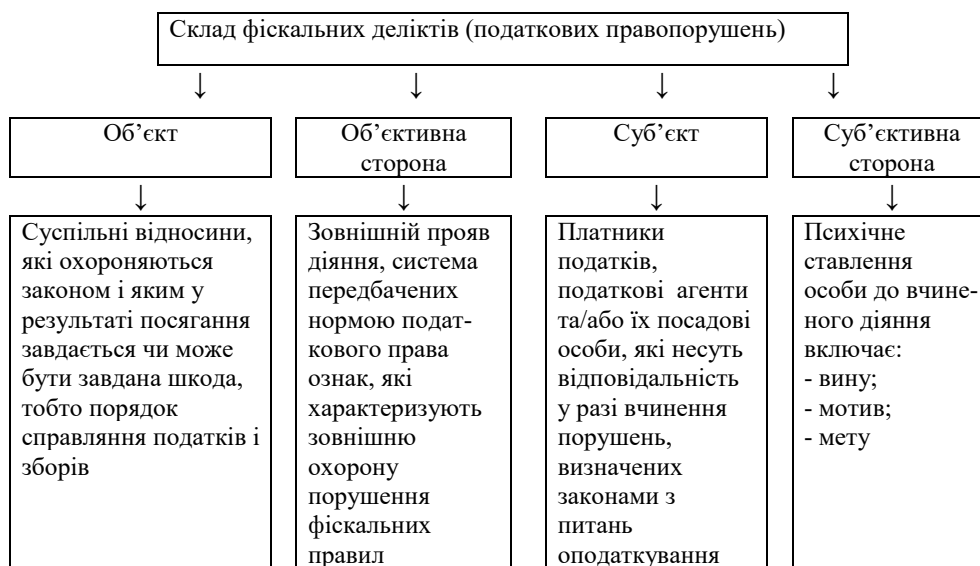 Склад фіскальних деліктів (податкових правопорушень)
Об’єкт
Об’єктивна
сторона
Суб’єкт
Суб’єктивна
сторона
Суспільні відносини,
які охороняються
законом і яким у
результаті посягання
завдається чи може
бути завдана шкода,
тобто порядок
справляння податків і
зборів
Зовнішній прояв
діяння, система
передбачених
нормою подат-
кового права
ознак, які
характеризують
зовнішню
охорону
порушення
фіскальних
правил
Платники
податків,
податкові агенти
та/або їх посадові
особи, які несуть
відповідальність
у разі вчинення
порушень,
визначених
законами з
питань
оподаткування
Психічне
ставлення
особи до вчине-
ного діяння
включає:
- вину;
- мотив;
- мету